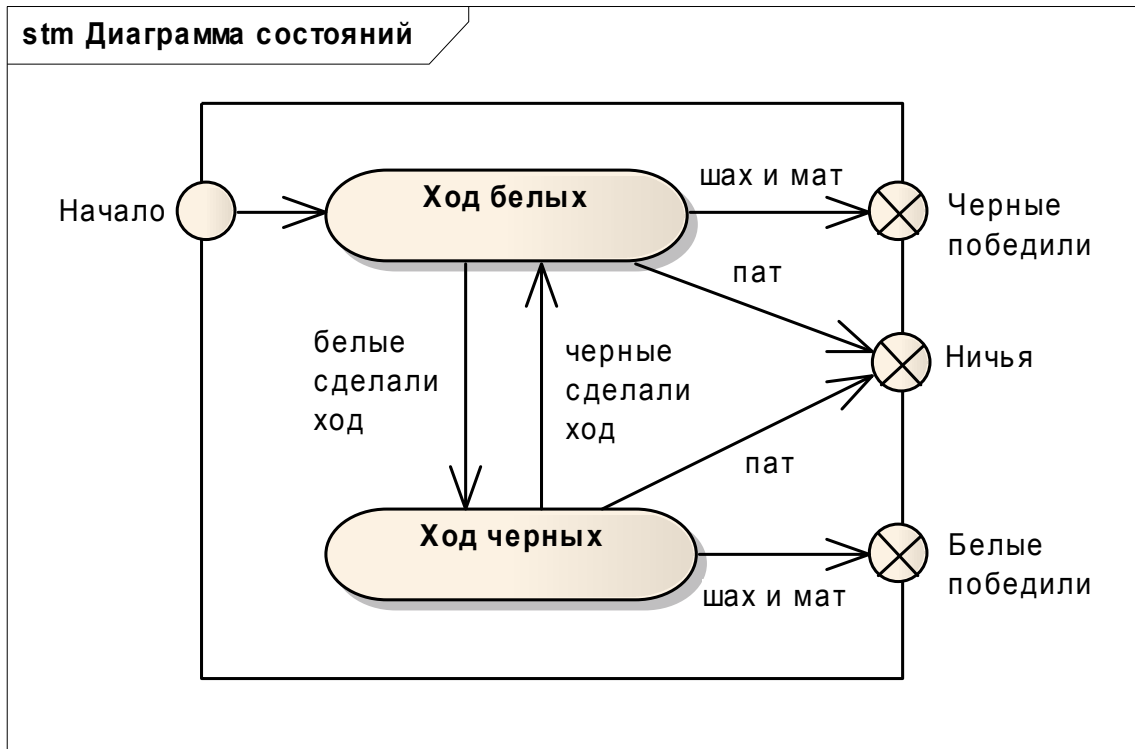 stm Диаграмма состояний
Начало
Ход белых
шах и мат
Черные
победили
пат
Ничья
белые
сделали
ход
черные
сделали
ход
пат
Ход черных
шах и мат
Белые
победили